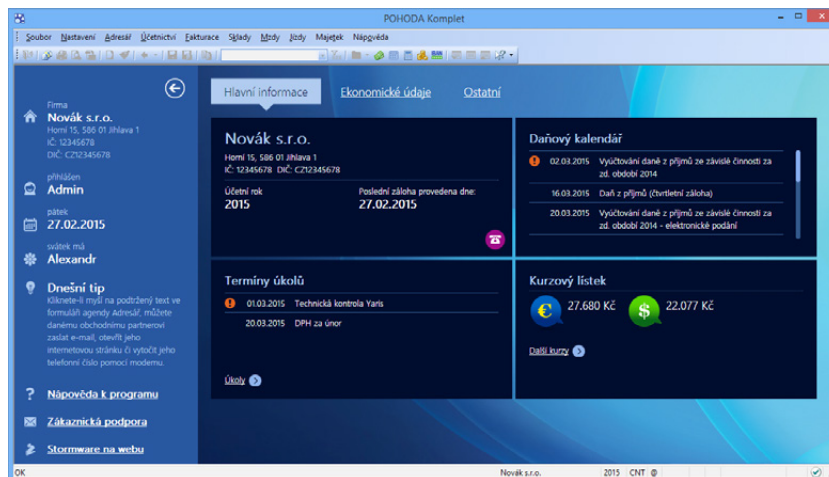 POHODA Komplet
Soubor Nastavení Adresář Účetnictví Fakturace Sklady Mzdy Jízdy Majetek Nápověda
Firma
Novák s.r.o.
Horní 15, 586 01 Jihlava 1
IČ: 12345678
DIČ: CZ12345678
přihlášen
Admin
pátek
27.02.2015
svátek má
Alexandr
Dnešní tip
Kliknete-li myší na podtržený text ve
formuláři agendy Adresář, můžete
danému obchodnímu partnerovi
zaslat e-mail, otevřít jeho
internetovou stránku či vytočit jeho
telefonní číslo pomocí modemu.
Nápověda k programu
Zákaznická podpora
Stormware na webu
Hlavní informace Ekonomické údaje Ostatní
Novák s.r.o.
Horní 15, 586 01 Jihlava 1
IČ: 12345678 DIČ: CZ12345678
Účetní rok Poslední záloha provedena dne:
2015 27.02.2015
Daňový kalendář
02.03.2015 Vyúčtování daně z příjmů ze závislé činnosti za
zd. období 2014
16.03.2015 Daň z příjmů (čtvrtletní záloha)
20.03.2015 Vyúčtování daně z příjmů ze závislé činnosti za
zd. období 2014 - elektronické podání
Termíny úkolů
01.03.2015 Technická kontrola Yaris
20.03.2015 DPH za únor
Úkoly
Kurzový lístek
€ 27.680 Kč $ 22.077 Kč
Další kurzy
OK Novák s.r.o. 2015 CNT @